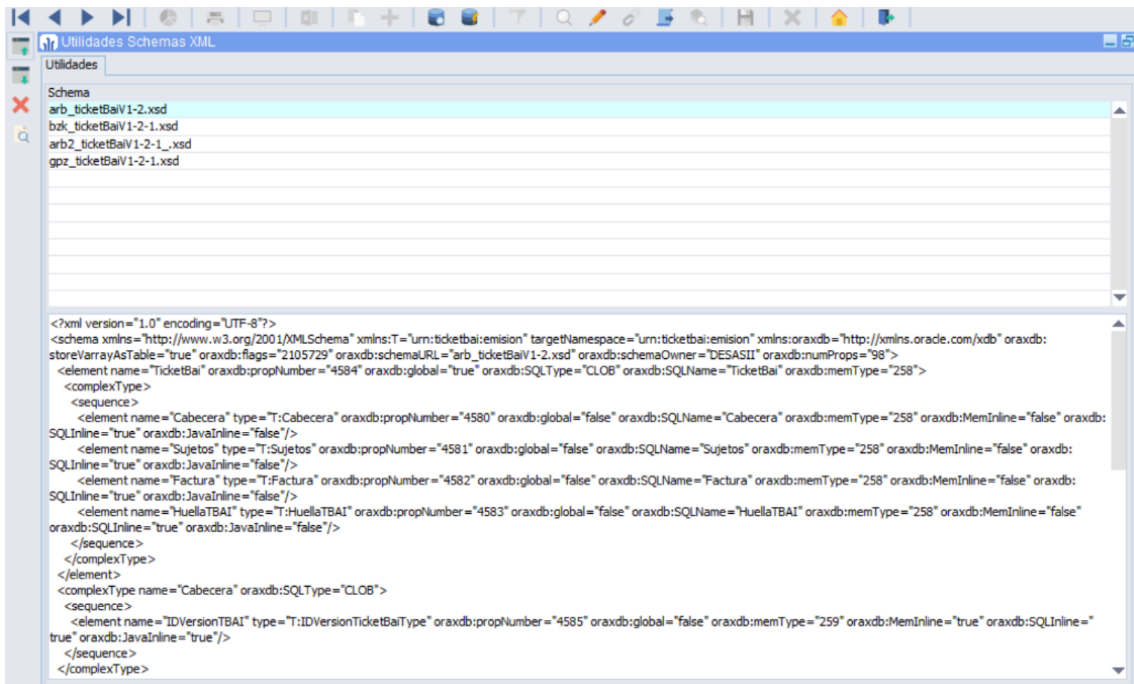 Utilidades Schemas XML
Utilidades
Schema
arb_ticketBaiV1-2.xsd
bzk_ticketBaiV1-2-1.xsd
arb2_ticketBaiV1-2-1_.xsd
gpz_ticketBaiV1-2-1.xsd
<?xml version="1.0" encoding="UTF-8"?>
<schema xmlns="http://www.w3.org/2001/XMLSchema" xmlns:T="urn:ticketbai:emision" targetNamespace="urn:ticketbai:emision" xmlns:oraxdb="http://xmlns.oracle.com/xdb" oraxdb:
storeVarrayAsTable="true" oraxdb:flags="2105729" oraxdb:schemaURL="arb_ticketBaiV1-2.xsd" oraxdb:schemaOwner="DESASII" oraxdb:numProps="98">
<element name="TicketBai" oraxdb:propNumber="4584" oraxdb:global="true" oraxdb:SQLType="CLOB" oraxdb:SQLName="TicketBai" oraxdb:memType="258">
<complexType>
<sequence>
<element name="Cabecera" type="T:Cabecera" oraxdb:propNumber="4580" oraxdb:global="false" oraxdb:SQLName="Cabecera" oraxdb:memType="258" oraxdb:MemInline="false" oraxdb:
SQLInline="true" oraxdb:JavaInline="false"/>
<element name="Sujetos" type="T:Sujetos" oraxdb:propNumber="4581" oraxdb:global="false" oraxdb:SQLName="Sujetos" oraxdb:memType="258" oraxdb:MemInline="false" oraxdb:
SQLInline="true" oraxdb:JavaInline="false"/>
<element name="Factura" type="T:Factura" oraxdb:propNumber="4582" oraxdb:global="false" oraxdb:SQLName="Factura" oraxdb:memType="258" oraxdb:MemInline="false" oraxdb:
SQLInline="true" oraxdb:JavaInline="false"/>
<element name="HuellaTBAI" type="T:HuellaTBAI" oraxdb:propNumber="4583" oraxdb:global="false" oraxdb:SQLName="HuellaTBAI" oraxdb:memType="258" oraxdb:MemInline="false"
oraxdb:SQLInline="true" oraxdb:JavaInline="false"/>
</sequence>
</complexType>
</element>
<complexType name="Cabecera" oraxdb:SQLType="CLOB">
<sequence>
<element name="IDVersionTBAI" type="T:IDVersionTicketBaiType" oraxdb:propNumber="4585" oraxdb:global="false" oraxdb:memType="259" oraxdb:MemInline="true" oraxdb:SQLInline="
true" oraxdb:JavaInline="true"/>
</sequence>
</complexType>